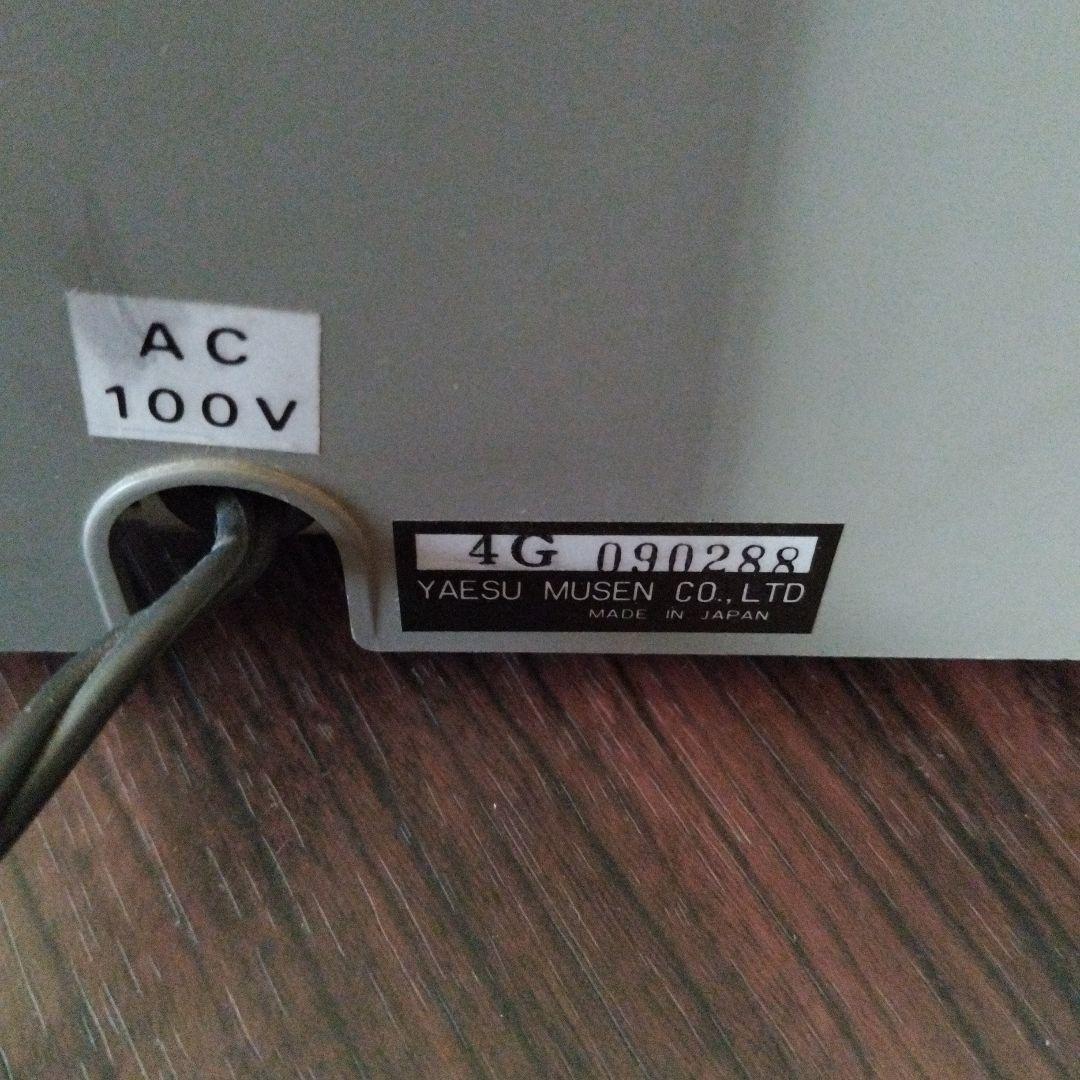 AC
100V
4G 090288
YAESU MUSEN CO.,LTD
MADE IN JAPAN